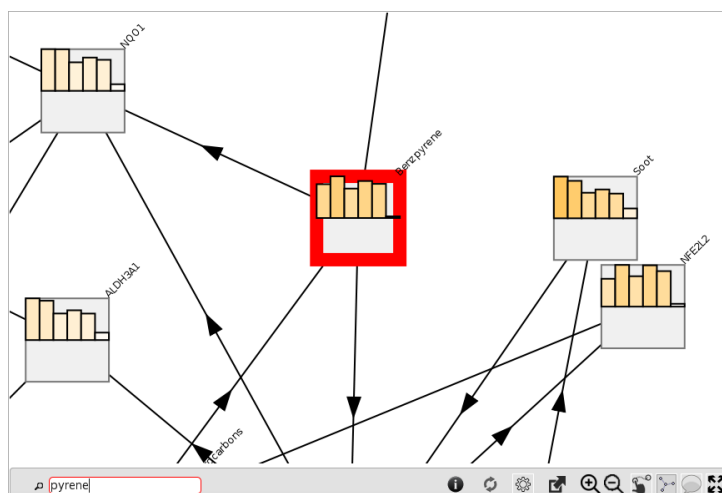 NQO1
Benzpyrene
Soot
NFE2L2
ALDH3A1
carbons
pyrene